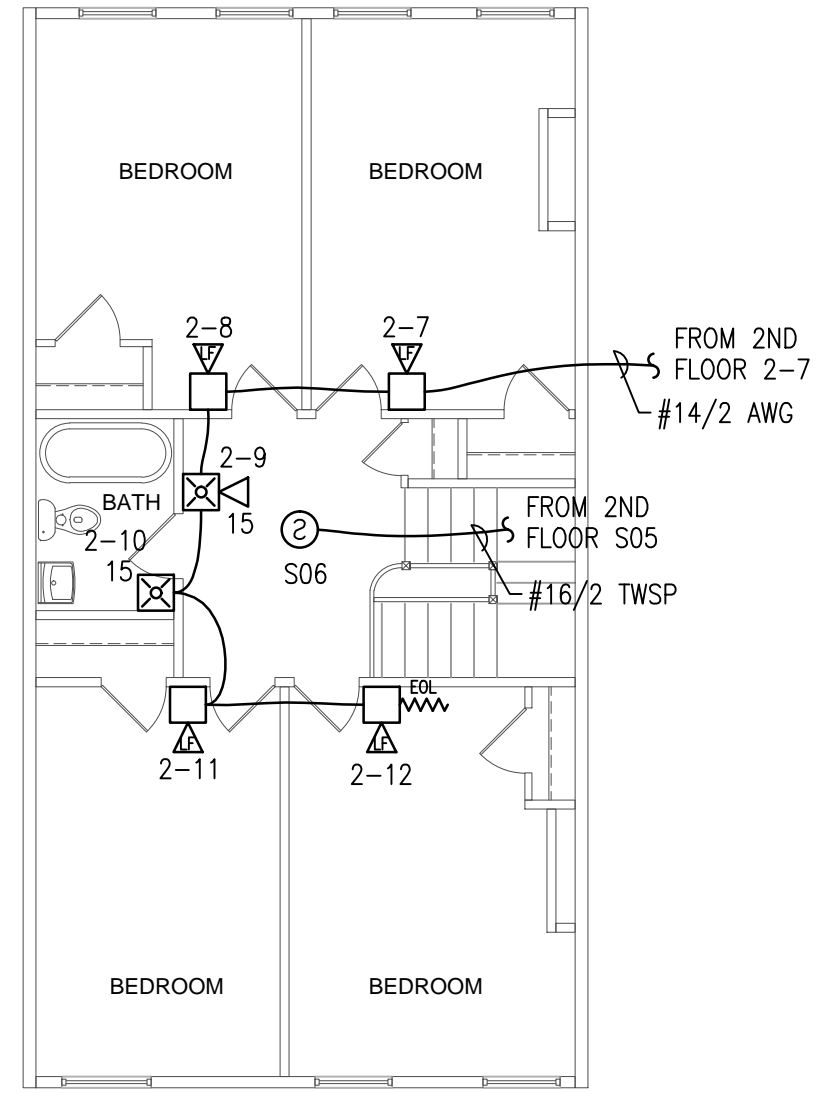 BEDROOM
BEDROOM
2-8
LF
2-7
LF
FROM 2ND
FLOOR 2-7
#14/2 AWG
2-9
15
BATH
2-10
15
S
S06
FROM 2ND
FLOOR S05
#16/2 TWSP
EOL
LF
2-11
LF
2-12
BEDROOM
BEDROOM